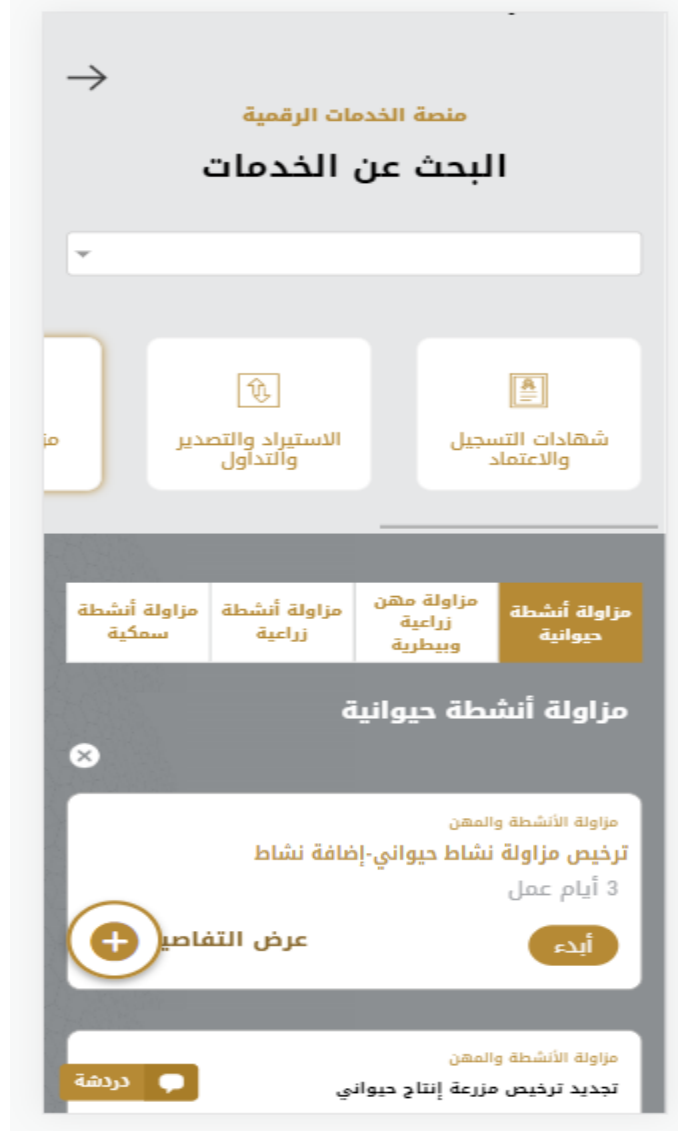 منصة الخدمات الرقمية
البحث عن الخدمات
شهادات التسجيل
والاعتماد
الاستيراد والتصدير
والتداول
مزاولة أنشطة
حيوانية
مزاولة مهن
زراعية
وبيطرية
مزاولة أنشطة
زراعية
مزاولة أنشطة
سمكية
مزاولة أنشطة حيوانية
مزاولة الأنشطة والمهن
ترخيص مزاولة نشاط حيواني-إضافة نشاط
3 أيام عمل
أبدء
عرض
مزاولة الأنشطة والمهن
تجديد ترخيص مزرعة إنتاج حيواني
دردشة